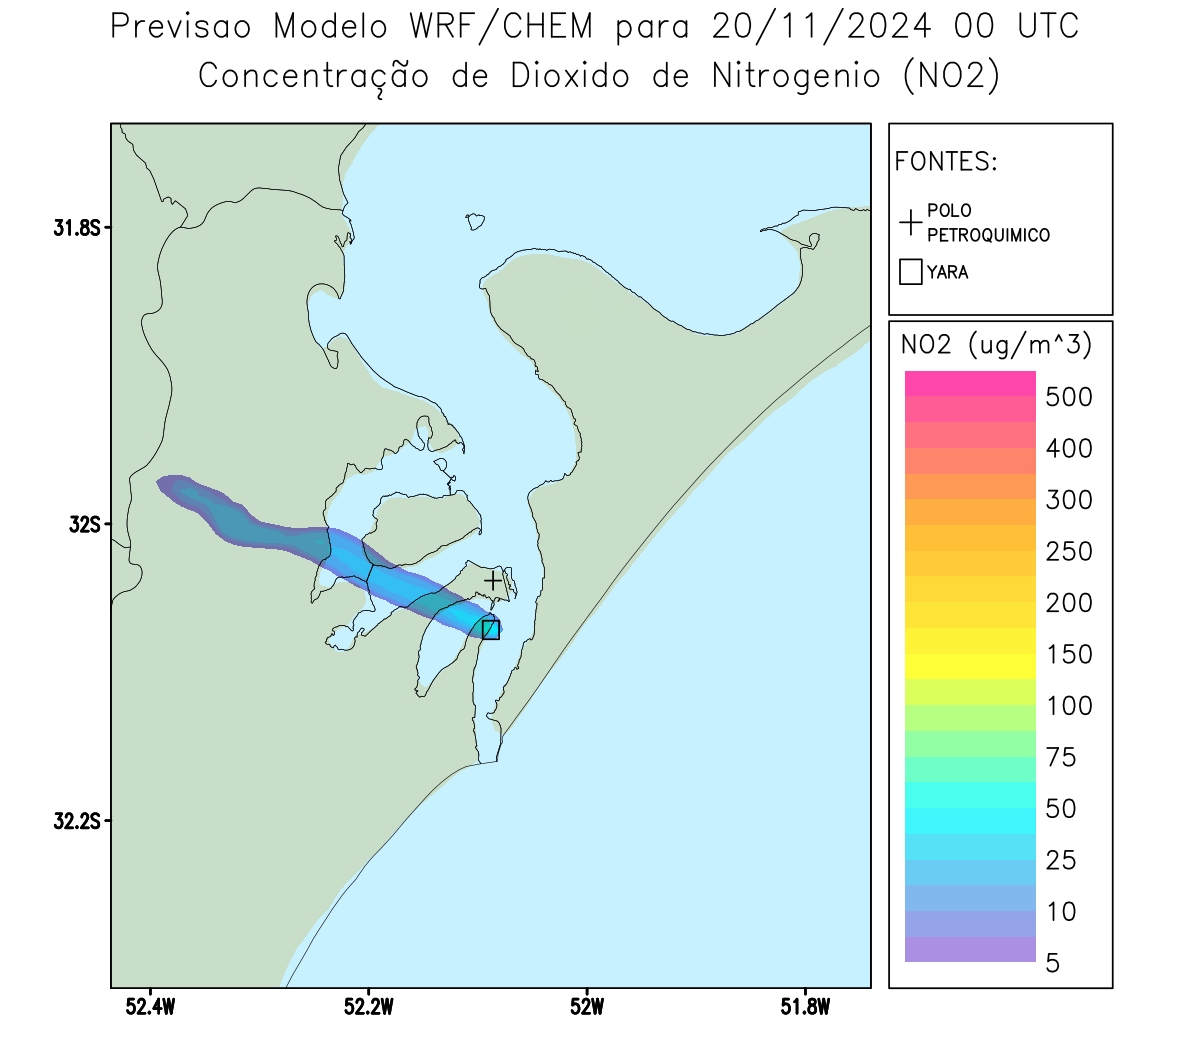 Previsao Modelo WRF/CHEM para 20/11/2024 00 UTC
Concentração de Dioxido de Nitrogenio (NO2)
FONTES:
POLO
PETROQUIMICO
YARA
NO2 (ug/m^3)
500
400
300
250
200
150
100
75
50
25
10
5
31.8S
32S
32.2S
52.4W
52.2W
52W
51.8W